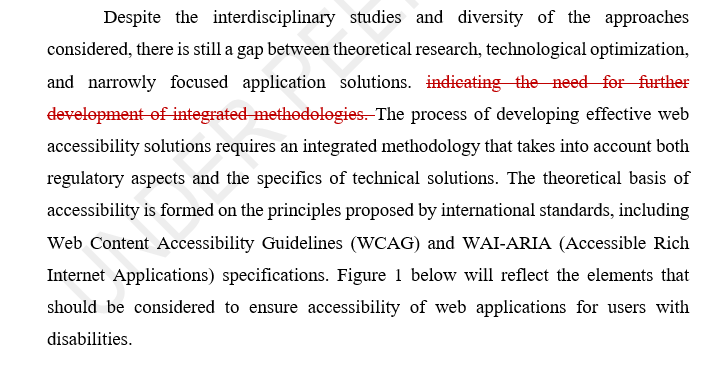 Despite the interdisciplinary studies and diversity of the approaches
considered, there is still a gap between theoretical research, technological optimization,
and narrowly focused application solutions. indicating the need for further
development of integrated methodologies. The process of developing effective web
accessibility solutions requires an integrated methodology that takes into account both
regulatory aspects and the specifics of technical solutions. The theoretical basis of
accessibility is formed on the principles proposed by international standards, including
Web Content Accessibility Guidelines (WCAG) and WAI-ARIA (Accessible Rich
Internet Applications) specifications. Figure 1 below will reflect the elements that
should be considered to ensure accessibility of web applications for users with
disabilities.
UNDER PEE